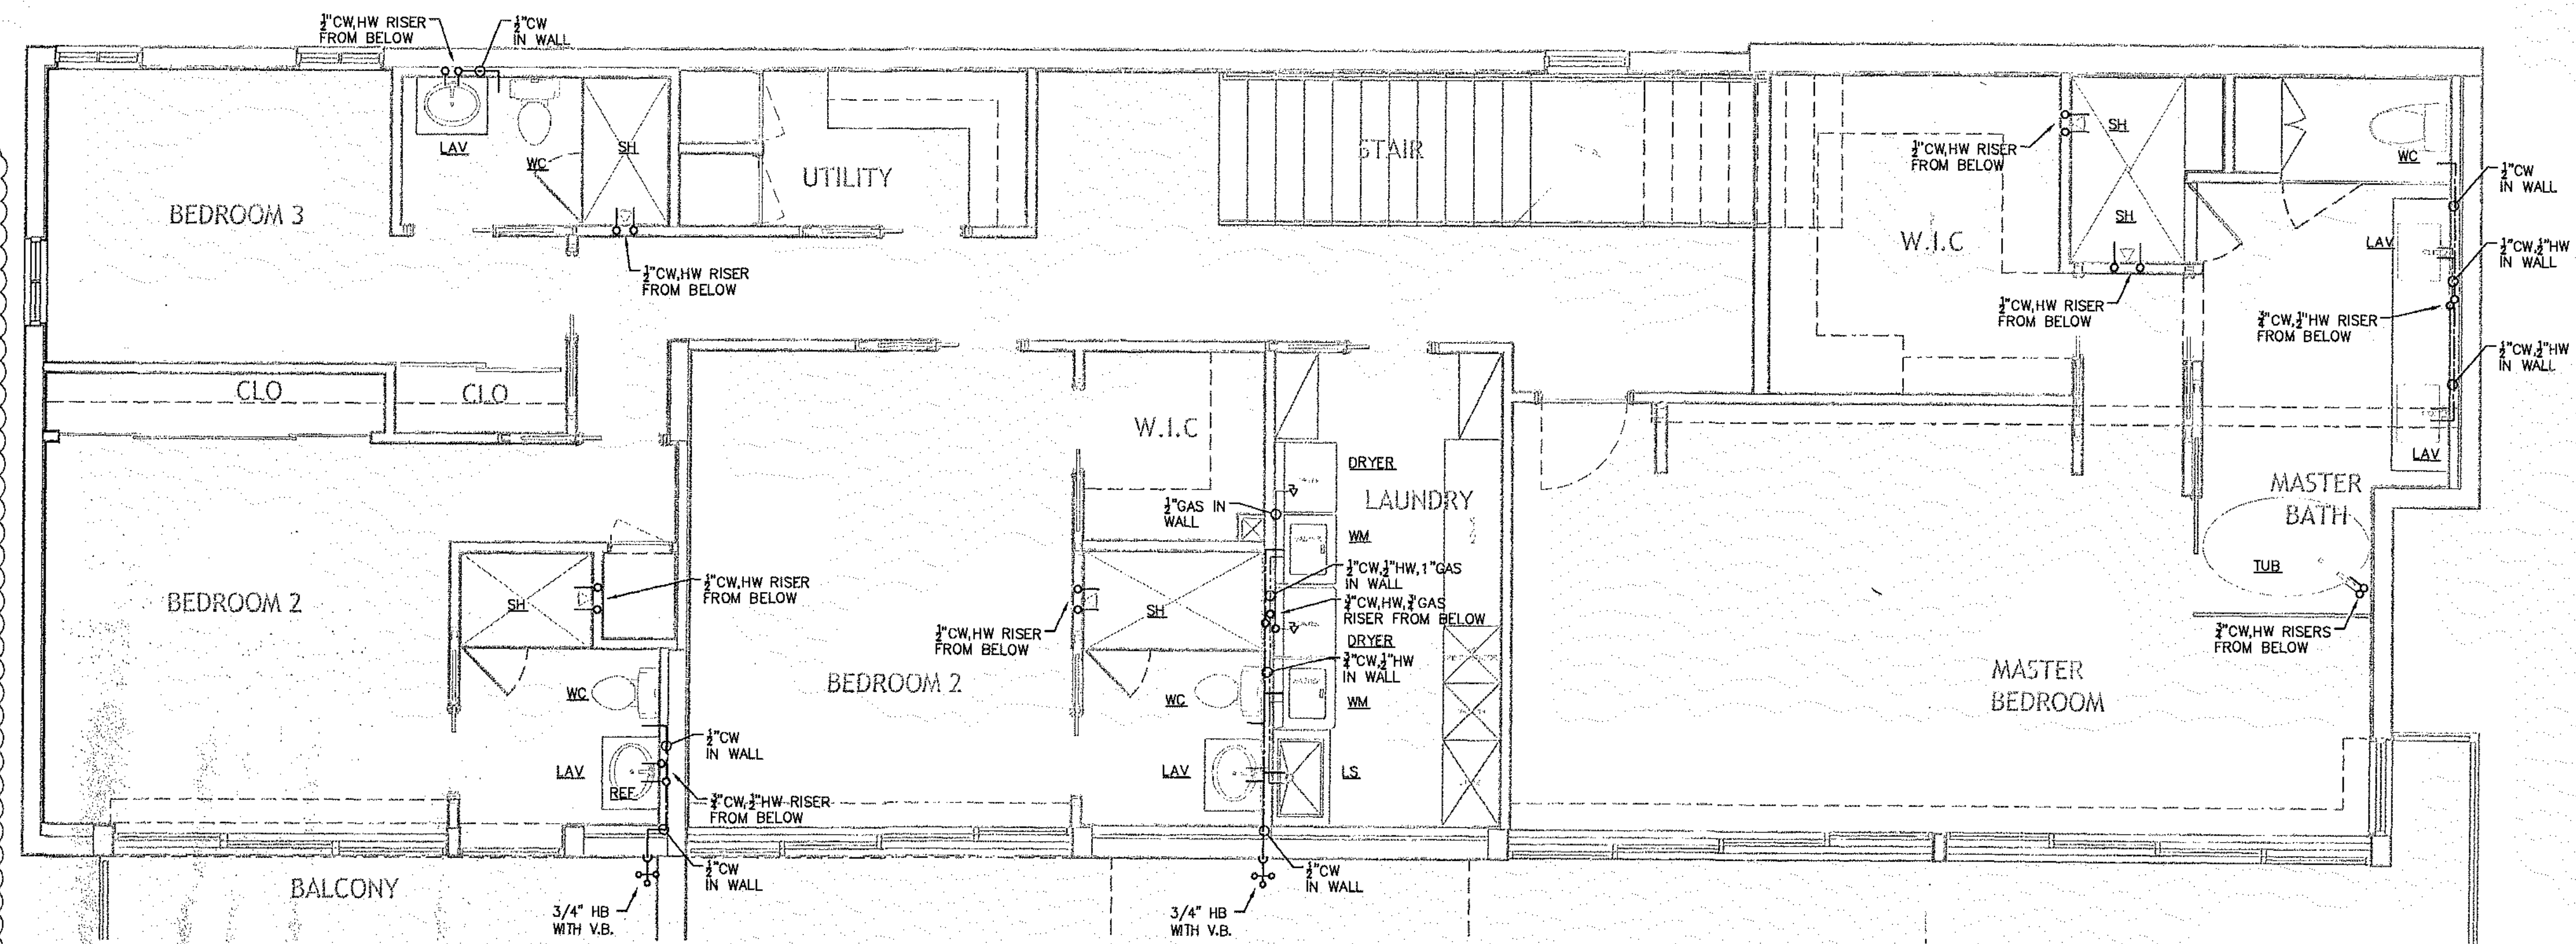 ½"CW,HW RISER
FROM BELOW
½"CW
IN WALL
LAV
WC
SH
UTILITY
STAIR
BEDROOM 3
½"CW,HW RISER
FROM BELOW
½"CW,HW RISER
FROM BELOW
SH
WC
½"CW
IN WALL
SH
W.I.C
LAV
½"CW,½"HW
IN WALL
½"CW,HW RISER
FROM BELOW
¾"CW,½"HW RISER
FROM BELOW
½"CW,½"HW
IN WALL
CLO
CLO
W.I.C
LAV
DRYER
LAUNDRY
MASTER
BATH
½"GAS IN
WALL
WM
TUB
½"CW,½"HW,1"GAS
IN WALL
½"CW,HW RISER
FROM BELOW
BEDROOM 2
SH
SH
¾"CW,HW,¾"GAS
RISER FROM BELOW
½"CW,HW RISER
FROM BELOW
DRYER
¾"CW,HW RISERS
FROM BELOW
¾"CW,½"HW
IN WALL
BEDROOM 2
MASTER
BEDROOM
WC
WC
WM
½"CW
IN WALL
LAV
REF.
LAV
LS
¾"CW,½"HW RISER
FROM BELOW
BALCONY
½"CW
IN WALL
½"CW
IN WALL
3/4" HB
WITH V.B.
3/4" HB
WITH V.B.